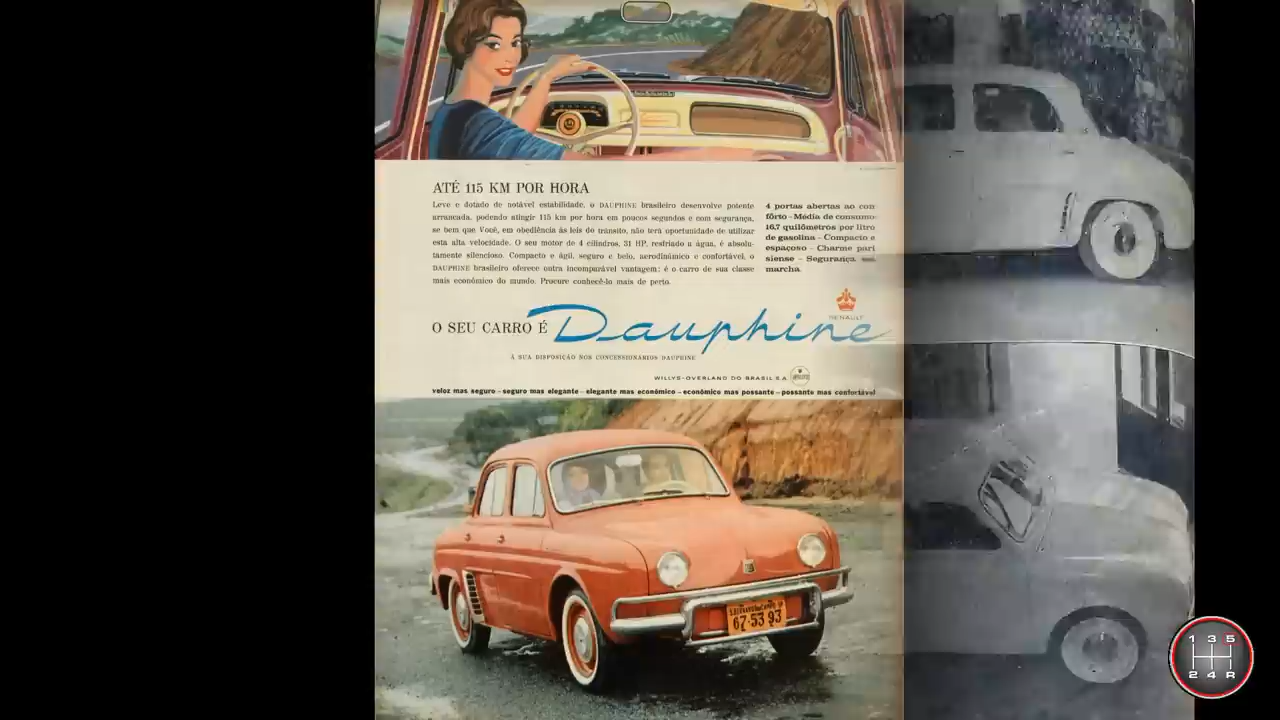 ATÉ 115 KM POR HORA
Leve e dotado de notável estabilidade, o DAUPHINE brasileiro desenvolve potente
arrancada, podendo atingir 115 km por hora em poucos segundos e com segurança,
se bem que Você, em obediência às leis do trânsito, não terá oportunidade de utilizar
esta alta velocidade. O seu motor de 4 cilindros, 31 HP, resfriado a água, é absolu-
tamente silencioso. Compacto e ágil, seguro e belo, aerodinâmico e confortável, o
DAUPHINE brasileiro oferece outra incomparável vantagem: é o carro de sua classe
mais econômico do mundo. Procure conhecê-lo mais de perto.
4 portas abertas ao con
fôrto - Média de consumo
16,7 quilômetros por litro
de gasolina - Compacto e
espaçoso - Charme pari
siense - Segurança em
marcha.
RENAULT
O SEU CARRO É Dauphine
À SUA DISPOSIÇÃO NOS CONCESSIONÁRIOS DAUPHINE
WILLYS-OVERLAND DO BRASIL S.A.
veloz mas seguro - seguro mas elegante - elegante mas econômico - econômico mas possante - possante mas confortável
67-53 93
1 3 5
2 4 R